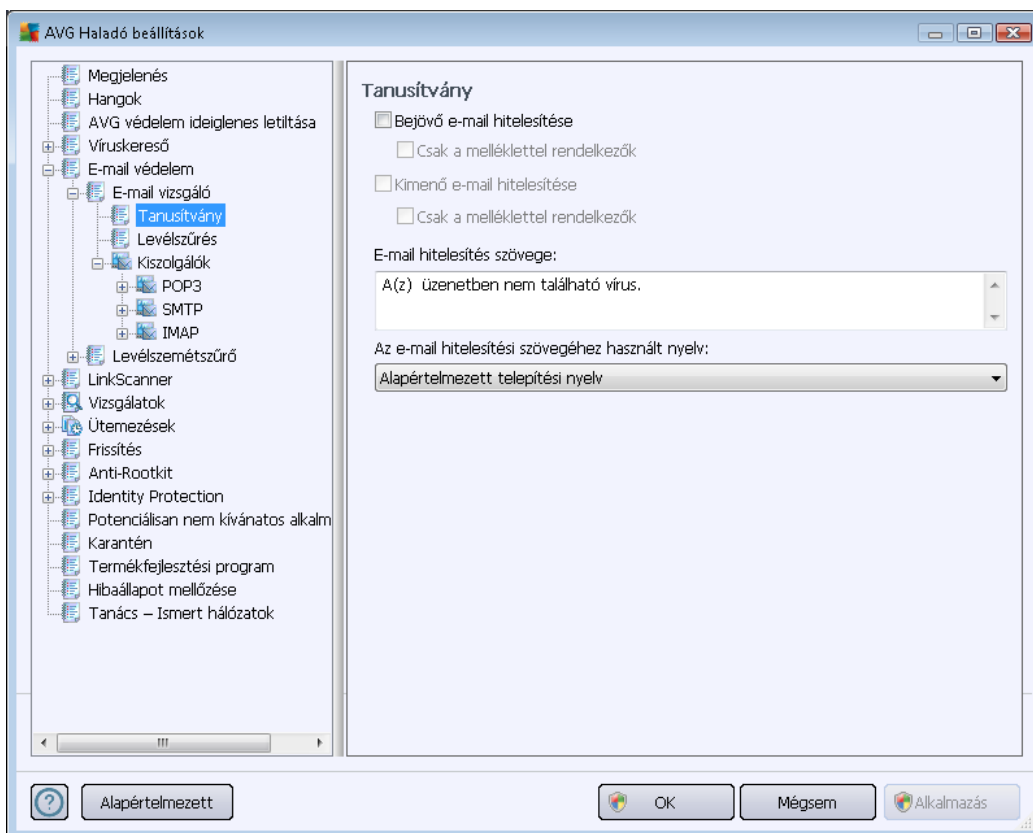 AVG Haladó beállítások
Megjelenés
Hangok
AVG védelem ideiglenes letiltása
Víruskereső
E-mail védelem
E-mail vizsgáló
Tanusítvány
Levélszűrés
Kiszolgálók
POP3
SMTP
IMAP
Levélszemétszűrő
LinkScanner
Vizsgálatok
Ütemezések
Frissítés
Anti-Rootkit
Identity Protection
Potenciálisan nem kívánatos alkalm
Karantén
Termékfejlesztési program
Hibaállapot mellőzése
Tanács – Ismert hálózatok
Tanusítvány
Bejövő e-mail hitelesítése
Csak a melléklettel rendelkezők
Kimenő e-mail hitelesítése
Csak a melléklettel rendelkezők
E-mail hitelesítés szövege:
A(z) üzenetben nem található vírus.
Az e-mail hitelesítési szövegéhez használt nyelv:
Alapértelmezett telepítési nyelv
Alapértelmezett
OK
Mégsem
Alkalmazás